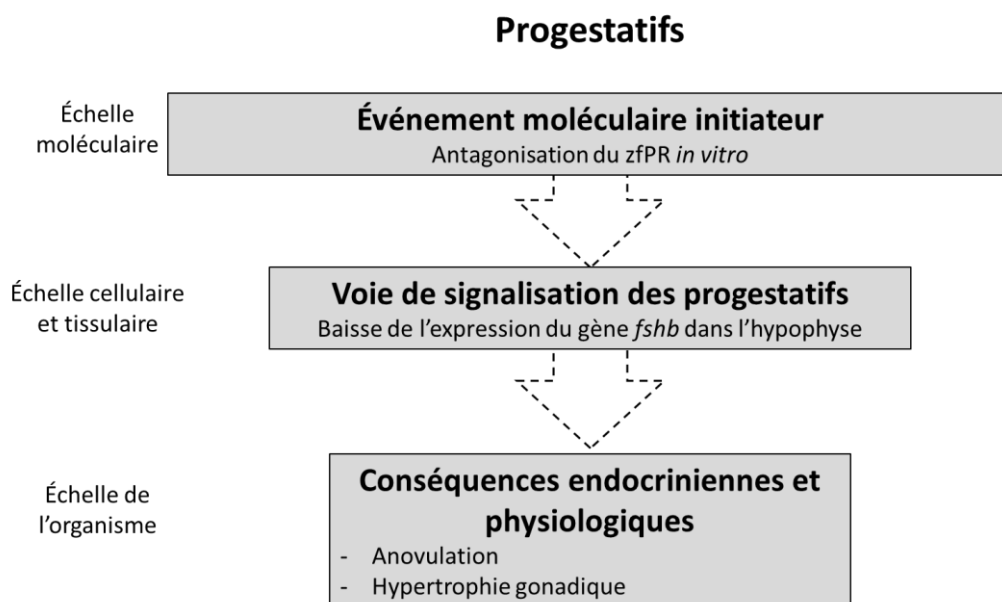 Progestatifs
Échelle
moléculaire
Événement moléculaire initiateur
Antagonisation du zfPR in vitro
Échelle cellulaire
et tissulaire
Voie de signalisation des progestatifs
Baisse de l’expression du gène fshb dans l’hypophyse
Échelle de
l’organisme
Conséquences endocriniennes et
physiologiques
- Anovulation
- Hypertrophie gonadique